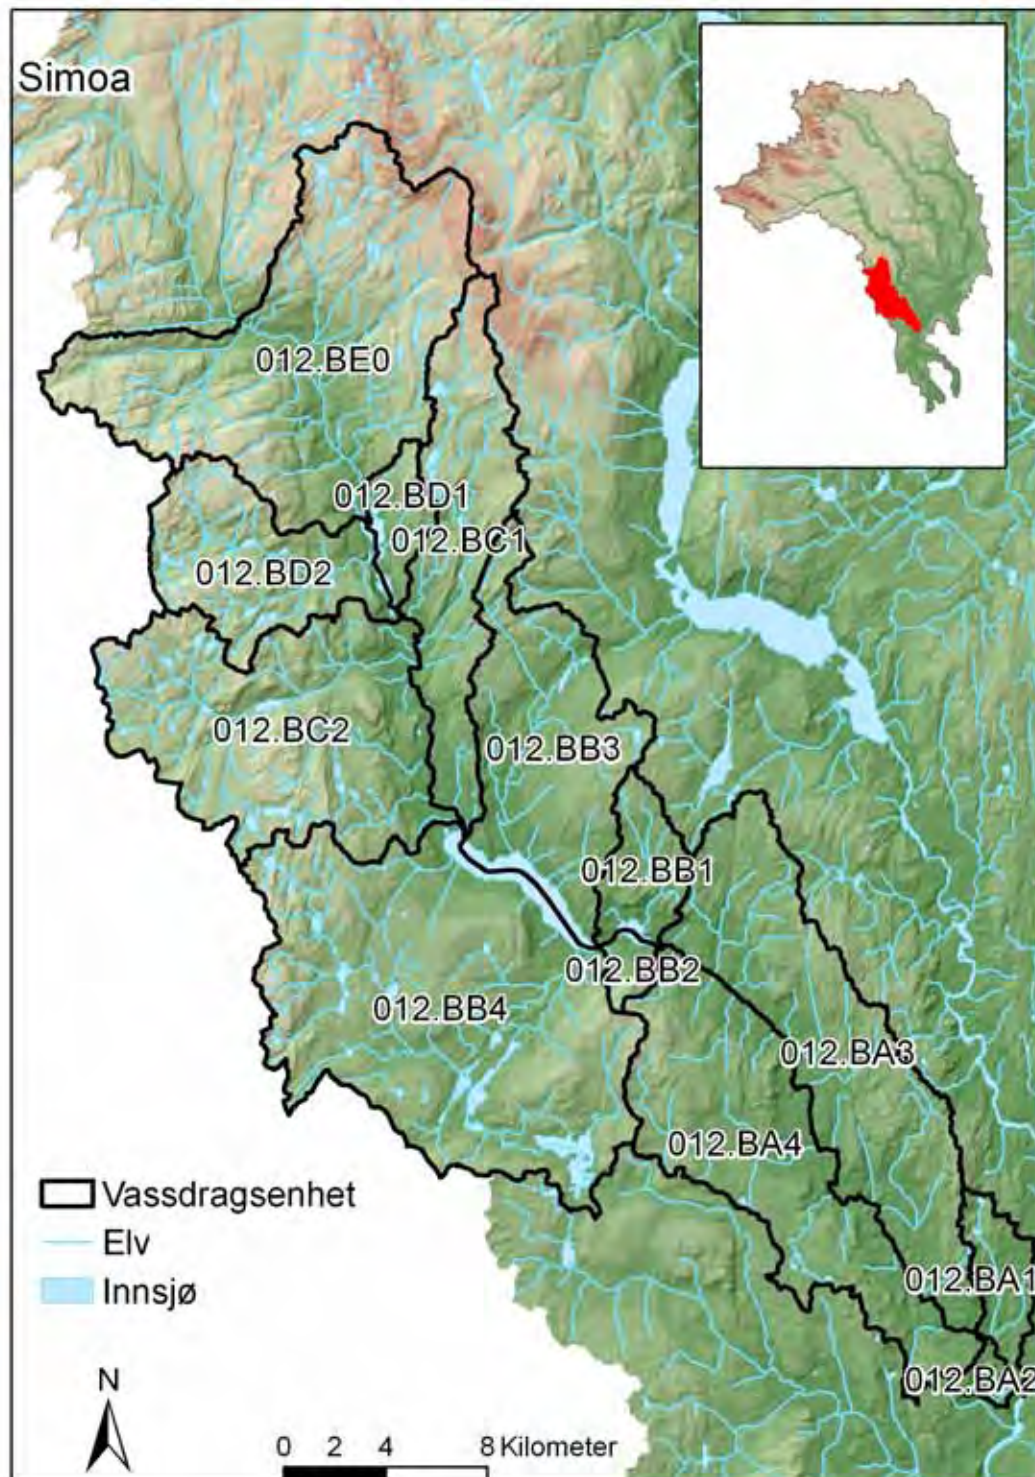 Simoa
012.BE0
012.BD1
012.BC1
012.BD2
012.BC2
012.BB3
012.BB1
012.BB2
012.BB4
012.BA3
012.BA4
012.BA1
012.BA2
Vassdragsenhet
Elv
Innsjø
N
0 2 4 8 Kilometer